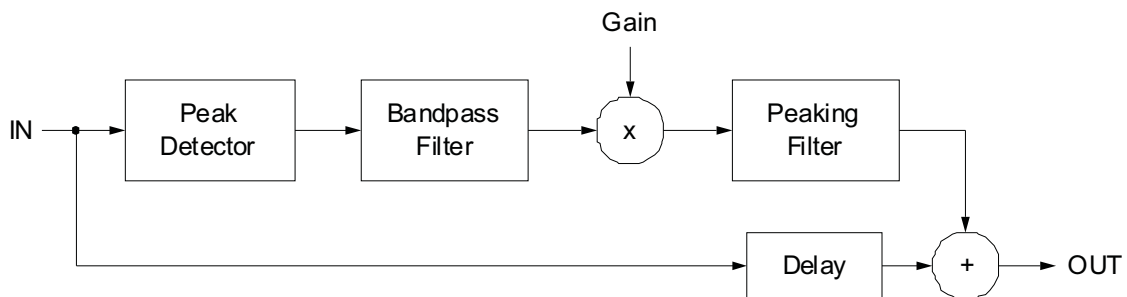 Gain
IN
Peak
Detector
Bandpass
Filter
x
Peaking
Filter
Delay
+
OUT